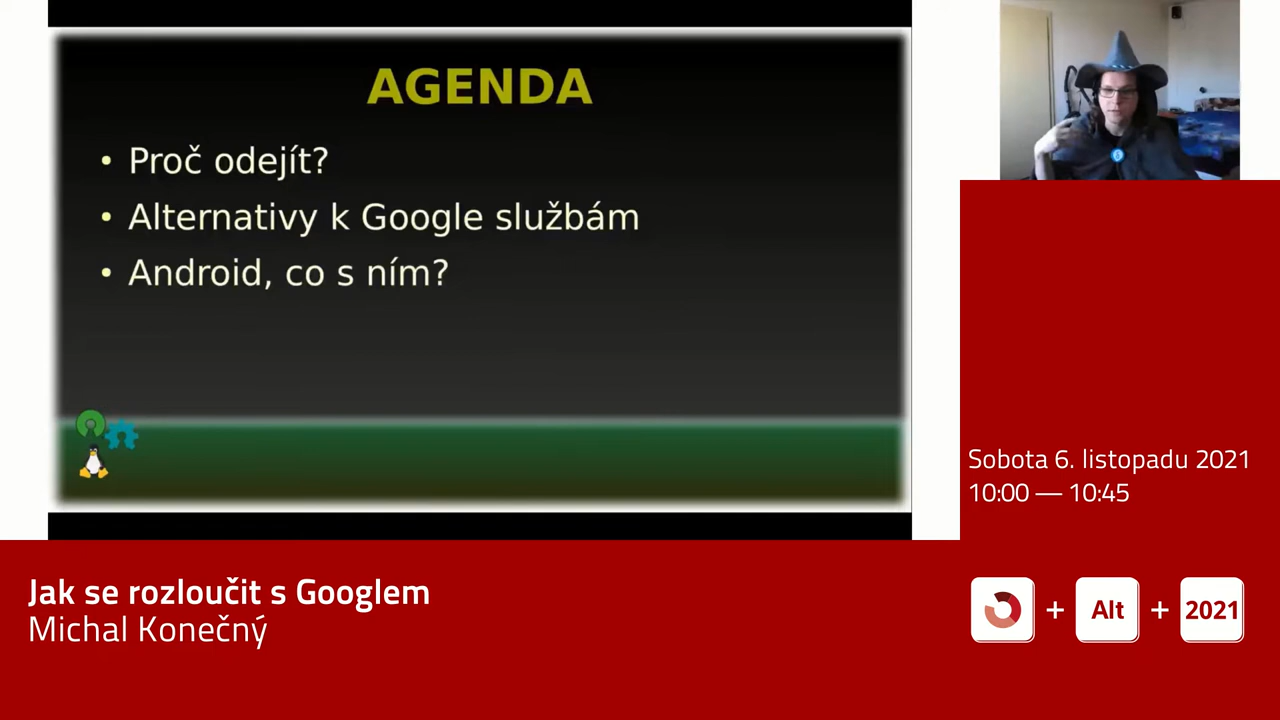 AGENDA
• Proč odejít?
• Alternativy k Google službám
• Android, co s ním?
Sobota 6. listopadu 2021
10:00 — 10:45
Jak se rozloučit s Googlem
Michal Konečný
+ Alt + 2021